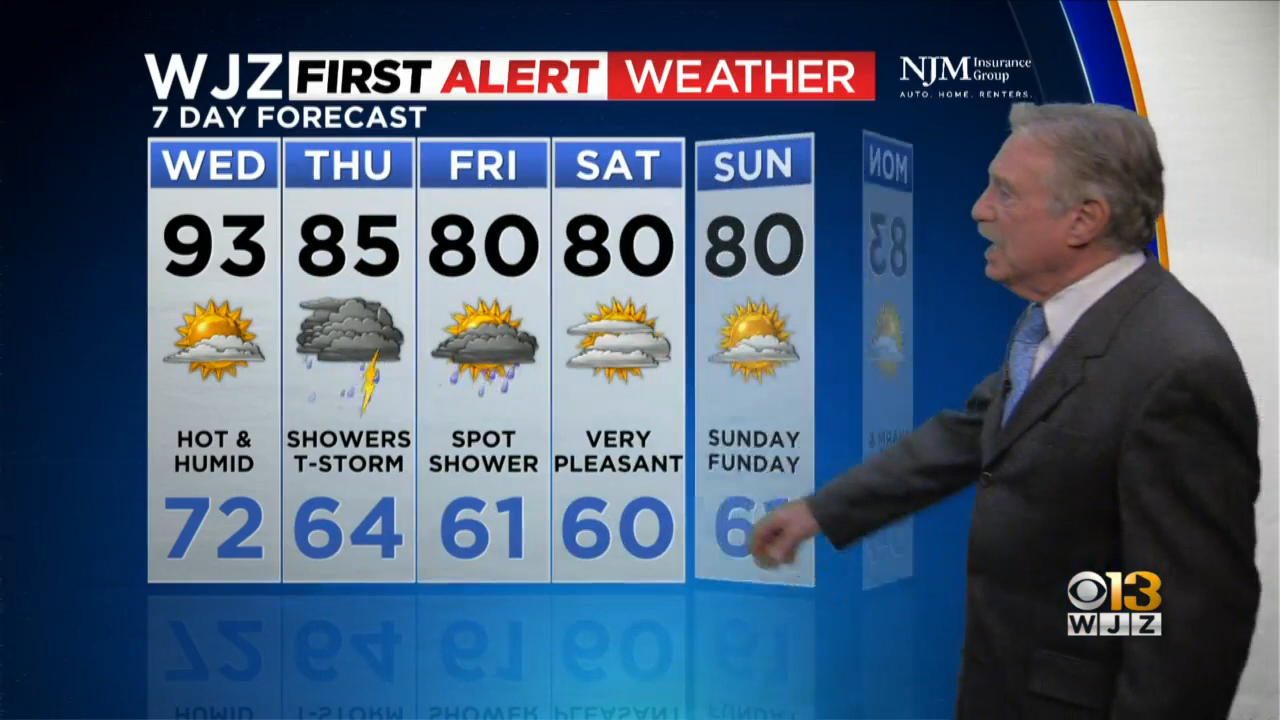 WJZ FIRST ALERT WEATHER
NJM Insurance Group
AUTO. HOME. RENTERS.
7 DAY FORECAST
WED THU FRI SAT SUN MON
93 85 80 80 80 83
HOT & SHOWERS SPOT VERY SUNDAY
HUMID T-STORM SHOWER PLEASANT FUNDAY
72 64 61 60
13
WJZ